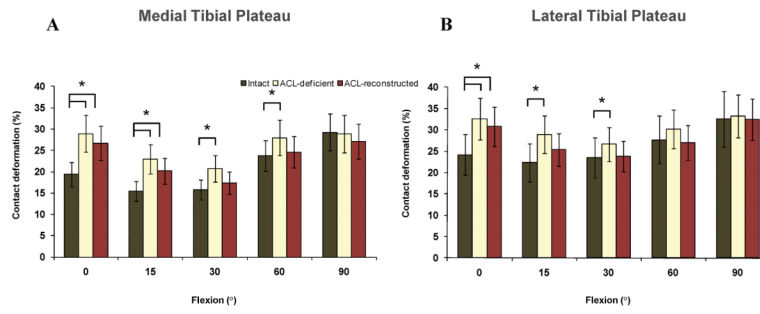 A
Medial Tibial Plateau
B
Lateral Tibial Plateau
Intact
ACL-deficient
ACL-reconstructed
Contact deformation (%)
40
35
30
25
20
15
10
5
0
*
*
*
*
0 15 30 60 90
Flexion (°)
Contact deformation (%)
40
35
30
25
20
15
10
5
0
*
*
*
0 15 30 60 90
Flexion (°)